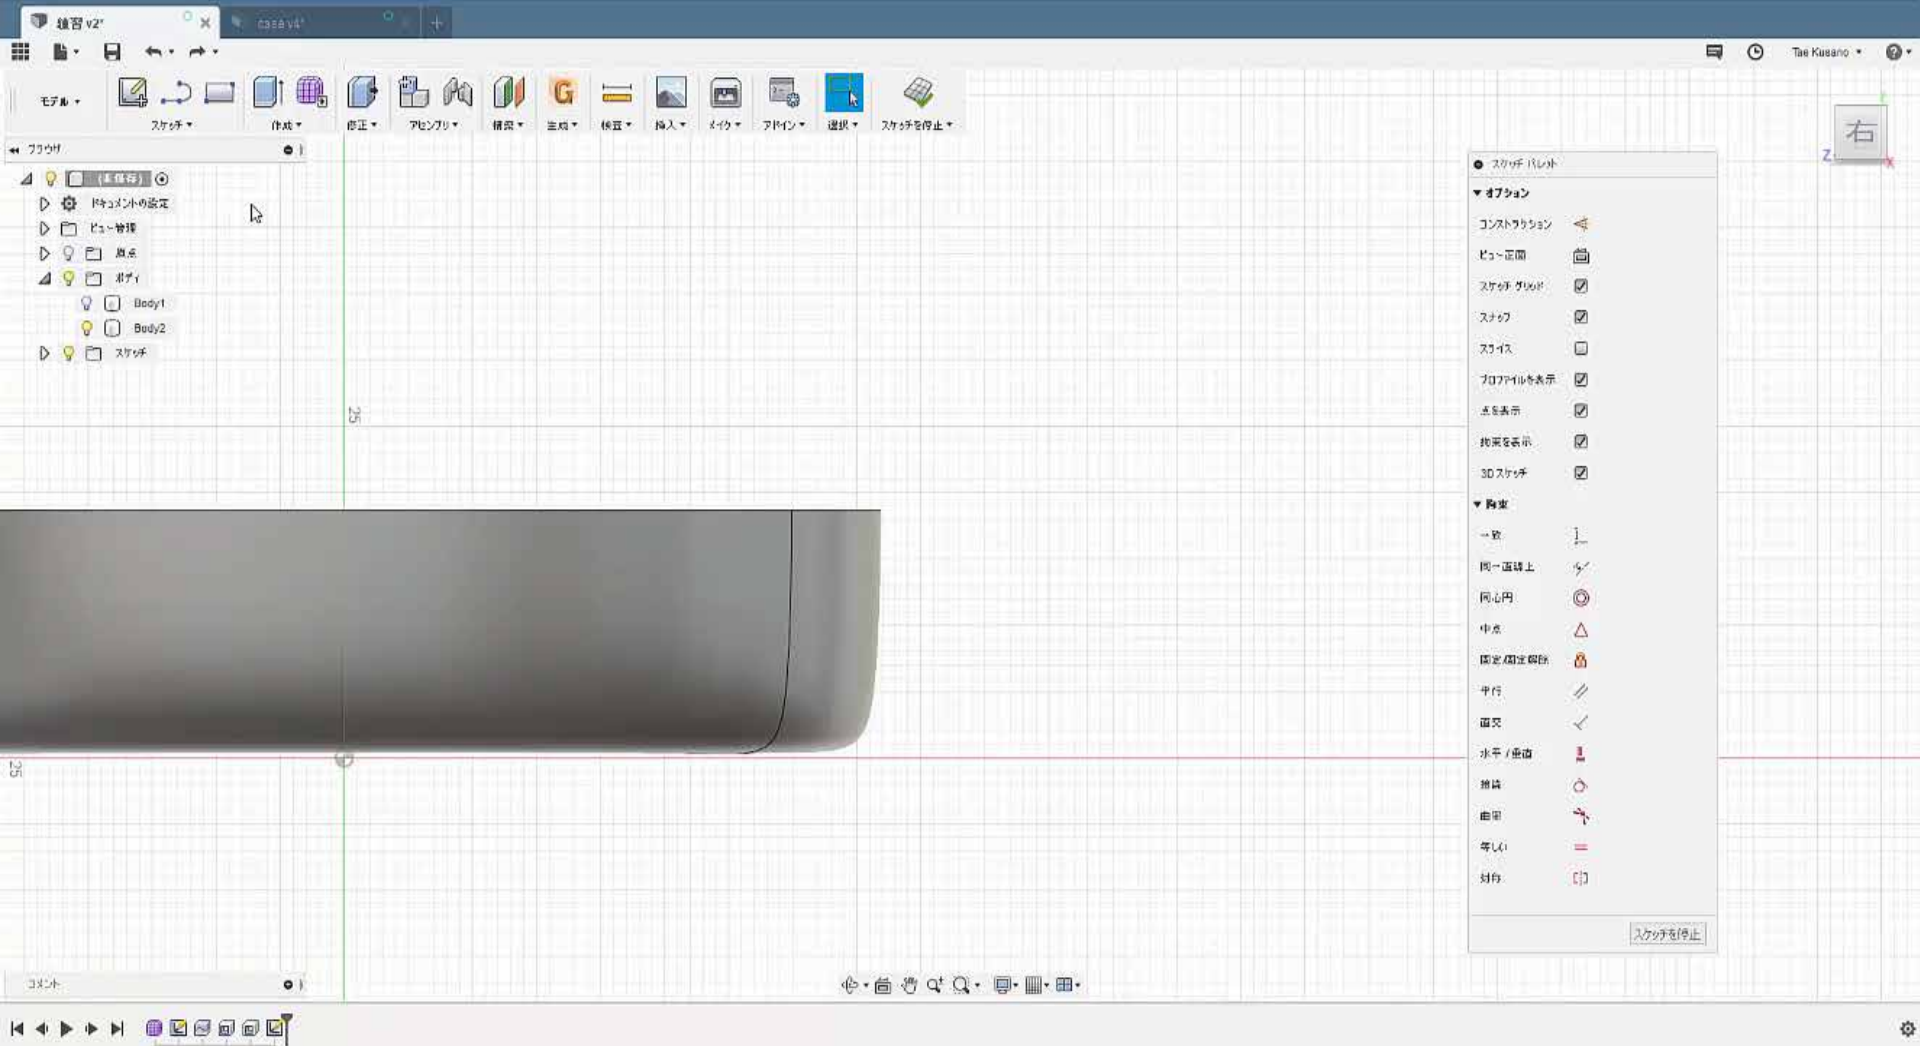 練習 v2*
case v4*
Tae Kusano
モデル
スケッチ
作成
修正
アセンブリ
構築
生成
検査
挿入
メイク
アドイン
選択
スケッチを停止
ブラウザ
(未保存)
ドキュメントの設定
ビュー管理
原点
ボディ
Body1
Body2
スケッチ
コメント
25
25
右
Z
X
スケッチ パレット
オプション
コンストラクション
ビュー正面
スケッチ グリッド
スナップ
スライス
プロファイルを表示
点を表示
拘束を表示
3D スケッチ
拘束
一致
同一直線上
同心円
中点
固定/固定解除
平行
直交
水平/垂直
接線
曲率
等しい
対称
スケッチを停止